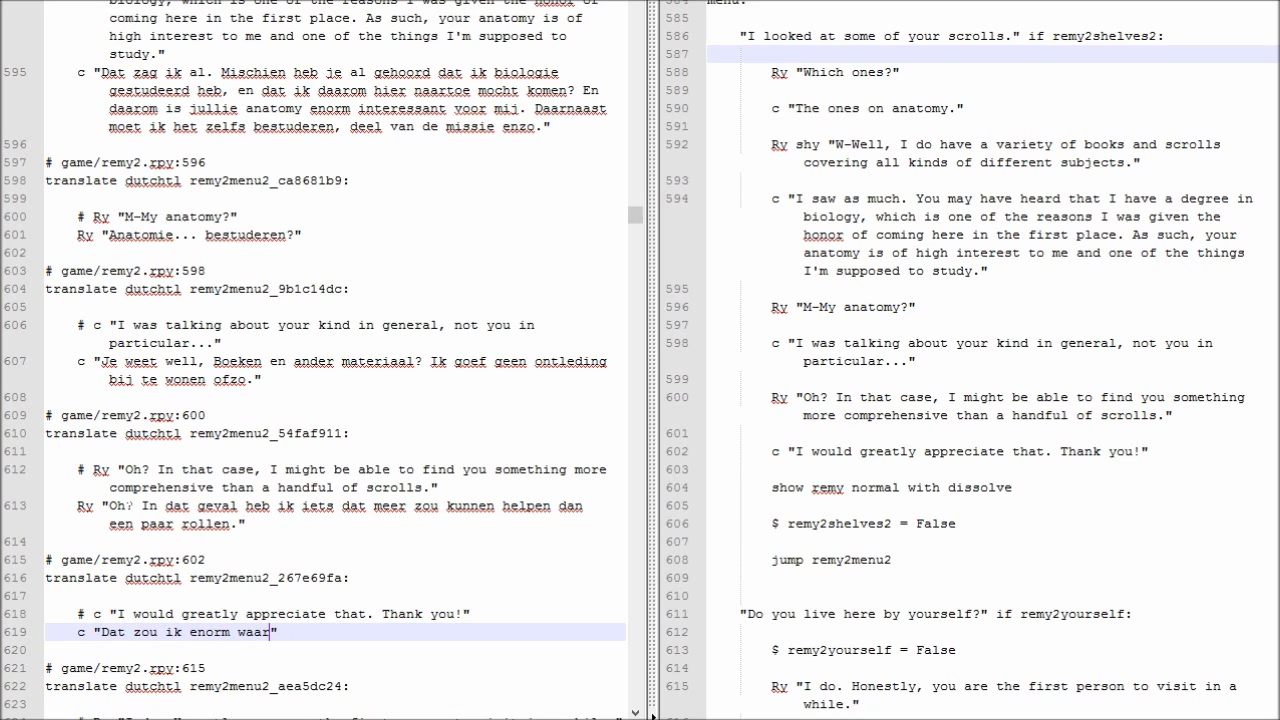 biology, which is one of the reasons I was given the honor of
coming here in the first place. As such, your anatomy is of
high interest to me and one of the things I'm supposed to
study."
595 c "Dat zag ik al. Mischien heb je al gehoord dat ik biologie
gestudeerd heb, en dat ik daarom hier naartoe mocht komen? En
daarom is jullie anatomy enorm interessant voor mij. Daarnaast
moet ik het zelfs bestuderen, deel van de missie enzo."
596
597 # game/remy2.rpy:596
598 translate dutchtl remy2menu2_ca8681b9:
599
600 # Ry "M-My anatomy?"
601 Ry "Anatomie... bestuderen?"
602
603 # game/remy2.rpy:598
604 translate dutchtl remy2menu2_9b1c14dc:
605
606 # c "I was talking about your kind in general, not you in
particular..."
607 c "Je weet well, Boeken en ander materiaal? Ik goef geen ontleding
bij te wonen ofzo."
608
609 # game/remy2.rpy:600
610 translate dutchtl remy2menu2_54faf911:
611
612 # Ry "Oh? In that case, I might be able to find you something more
comprehensive than a handful of scrolls."
613 Ry "Oh? In dat geval heb ik iets dat meer zou kunnen helpen dan
een paar rollen."
614
615 # game/remy2.rpy:602
616 translate dutchtl remy2menu2_267e69fa:
617
618 # c "I would greatly appreciate that. Thank you!"
619 c "Dat zou ik enorm waar"
620
621 # game/remy2.rpy:615
622 translate dutchtl remy2menu2_aea5dc24:
623
menu:
585
586 "I looked at some of your scrolls." if remy2shelves2:
587
588 Ry "Which ones?"
589
590 c "The ones on anatomy."
591
592 Ry shy "W-Well, I do have a variety of books and scrolls
covering all kinds of different subjects."
593
594 c "I saw as much. You may have heard that I have a degree in
biology, which is one of the reasons I was given the
honor of coming here in the first place. As such, your
anatomy is of high interest to me and one of the things
I'm supposed to study."
595
596 Ry "M-My anatomy?"
597
598 c "I was talking about your kind in general, not you in
particular..."
599
600 Ry "Oh? In that case, I might be able to find you something
more comprehensive than a handful of scrolls."
601
602 c "I would greatly appreciate that. Thank you!"
603
604 show remy normal with dissolve
605
606 $ remy2shelves2 = False
607
608 jump remy2menu2
609
610
611 "Do you live here by yourself?" if remy2yourself:
612
613 $ remy2yourself = False
614
615 Ry "I do. Honestly, you are the first person to visit in a
while."